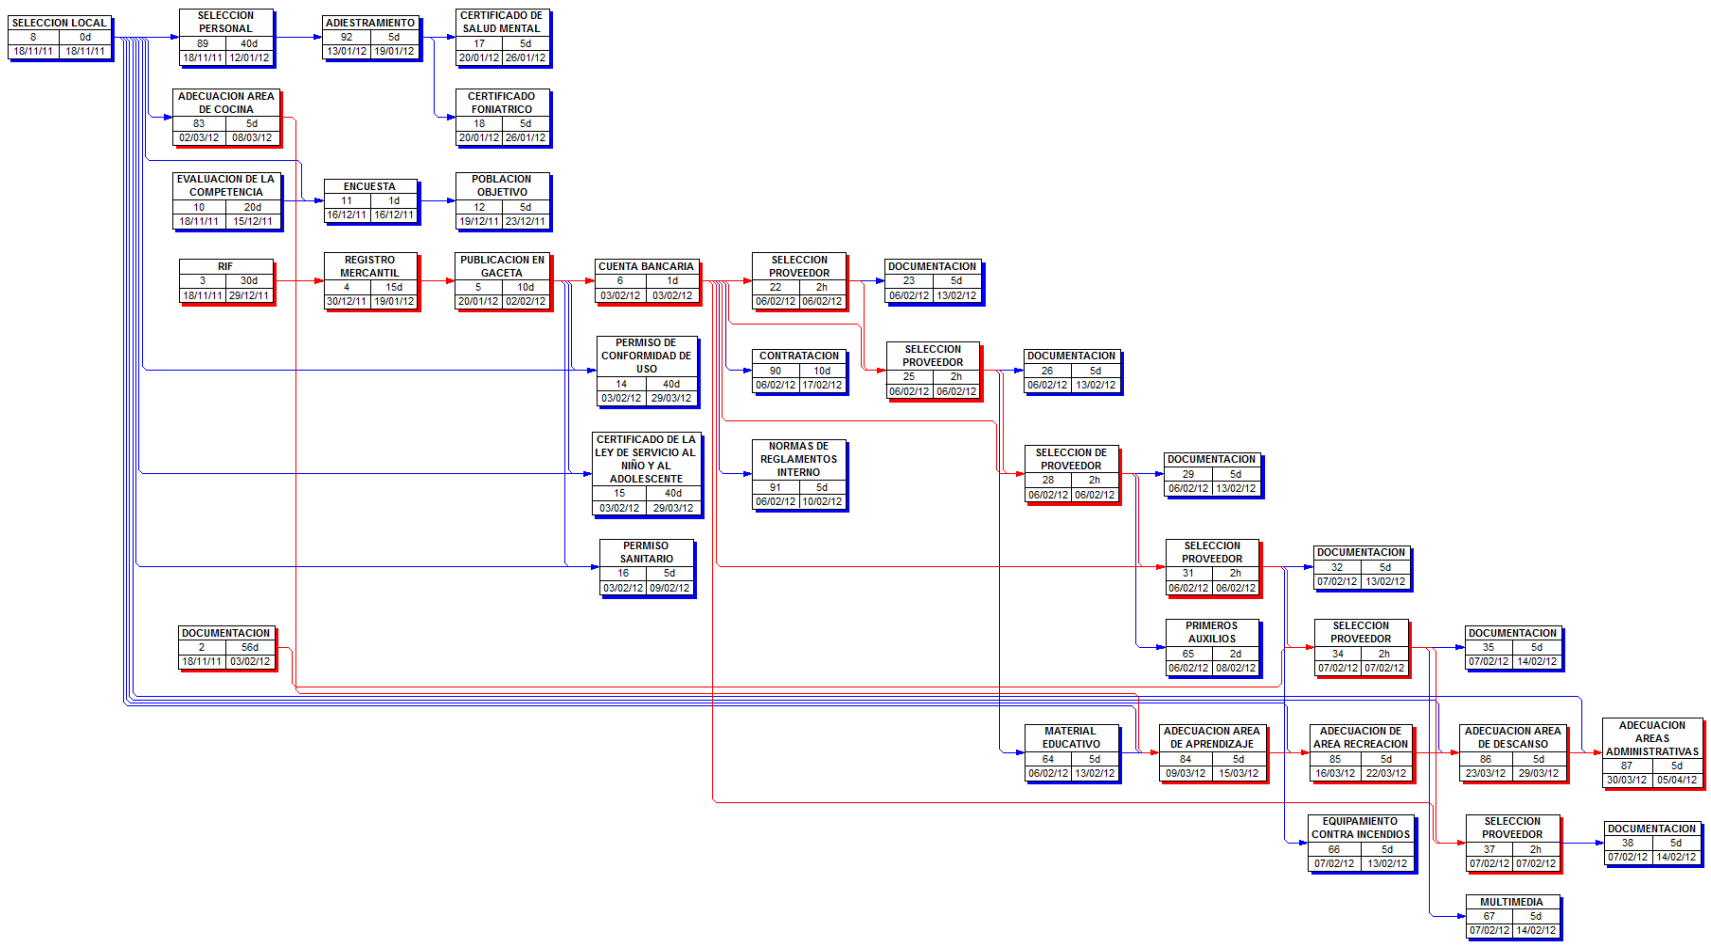 SELECCION LOCAL
8 0d
18/11/11 18/11/11
SELECCION
PERSONAL
89 40d
18/11/11 12/01/12
ADIESTRAMIENTO
92 5d
13/01/12 19/01/12
CERTIFICADO DE
SALUD MENTAL
17 5d
20/01/12 26/01/12
ADECUACION AREA
DE COCINA
83 5d
02/03/12 08/03/12
CERTIFICADO
FONIATRICO
18 5d
20/01/12 26/01/12
EVALUACION DE LA
COMPETENCIA
10 20d
18/11/11 15/12/11
ENCUESTA
11 1d
16/12/11 16/12/11
POBLACION
OBJETIVO
12 5d
19/12/11 23/12/11
RIF
3 30d
18/11/11 29/12/11
REGISTRO
MERCANTIL
4 15d
30/12/11 19/01/12
PUBLICACION EN
GACETA
5 10d
20/01/12 02/02/12
CUENTA BANCARIA
6 1d
03/02/12 03/02/12
SELECCION
PROVEEDOR
22 2h
06/02/12 06/02/12
DOCUMENTACION
23 5d
06/02/12 13/02/12
PERMISO DE
CONFORMIDAD DE
USO
14 40d
03/02/12 29/03/12
CONTRATACION
90 10d
06/02/12 17/02/12
SELECCION
PROVEEDOR
25 2h
06/02/12 06/02/12
DOCUMENTACION
26 5d
06/02/12 13/02/12
CERTIFICADO DE LA
LEY DE SERVICIO AL
NIÑO Y AL
ADOLESCENTE
15 40d
03/02/12 29/03/12
NORMAS DE
REGLAMENTOS
INTERNO
91 5d
06/02/12 10/02/12
SELECCION DE
PROVEEDOR
28 2h
06/02/12 06/02/12
DOCUMENTACION
29 5d
06/02/12 13/02/12
PERMISO
SANITARIO
16 5d
03/02/12 09/02/12
SELECCION
PROVEEDOR
31 2h
06/02/12 06/02/12
DOCUMENTACION
32 5d
07/02/12 13/02/12
DOCUMENTACION
2 56d
18/11/11 03/02/12
PRIMEROS
AUXILIOS
65 2d
06/02/12 08/02/12
SELECCION
PROVEEDOR
34 2h
07/02/12 07/02/12
DOCUMENTACION
35 5d
07/02/12 14/02/12
MATERIAL
EDUCATIVO
64 5d
06/02/12 13/02/12
ADECUACION AREA
DE APRENDIZAJE
84 5d
09/03/12 15/03/12
ADECUACION DE
AREA RECREACION
85 5d
16/03/12 22/03/12
ADECUACION AREA
DE DESCANSO
86 5d
23/03/12 29/03/12
ADECUACION
AREAS
ADMINISTRATIVAS
87 5d
30/03/12 05/04/12
EQUIPAMIENTO
CONTRA INCENDIOS
66 5d
07/02/12 13/02/12
SELECCION
PROVEEDOR
37 2h
07/02/12 07/02/12
DOCUMENTACION
38 5d
07/02/12 14/02/12
MULTIMEDIA
67 5d
07/02/12 14/02/12